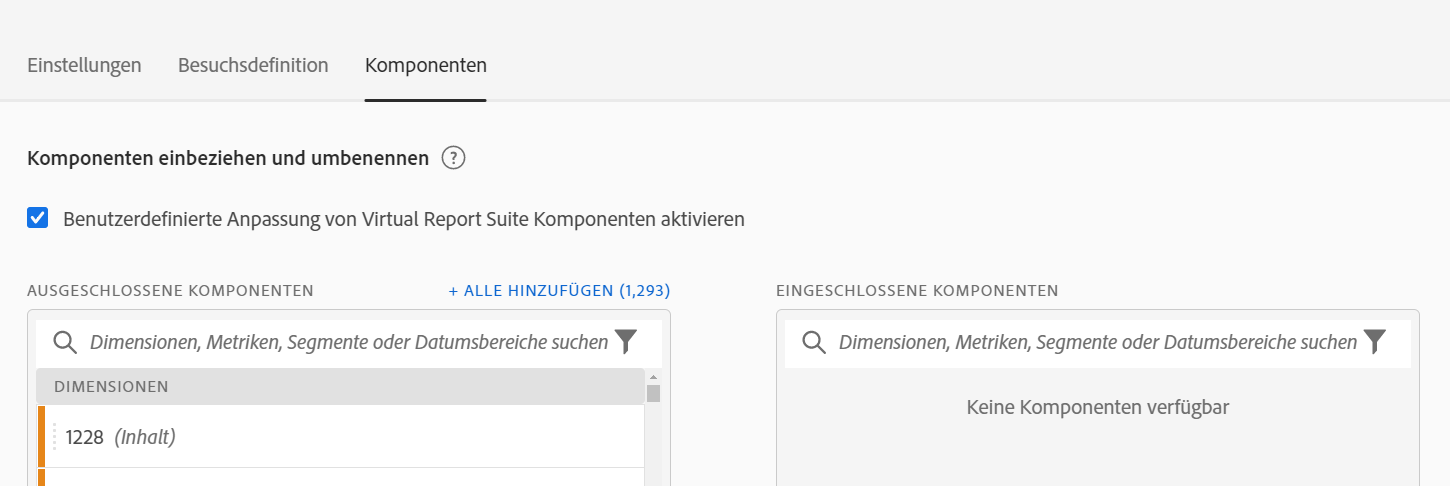 Einstellungen Besuchsdefinition Komponenten
Komponenten einbeziehen und umbenennen ?
Benutzerdefinierte Anpassung von Virtual Report Suite Komponenten aktivieren
AUSGESCHLOSSENE KOMPONENTEN + ALLE HINZUFÜGEN (1,293)
Dimensionen, Metriken, Segmente oder Datumsbereiche suchen
DIMENSIONEN
1228 (Inhalt)
EINGESCHLOSSENE KOMPONENTEN
Dimensionen, Metriken, Segmente oder Datumsbereiche suchen
Keine Komponenten verfügbar